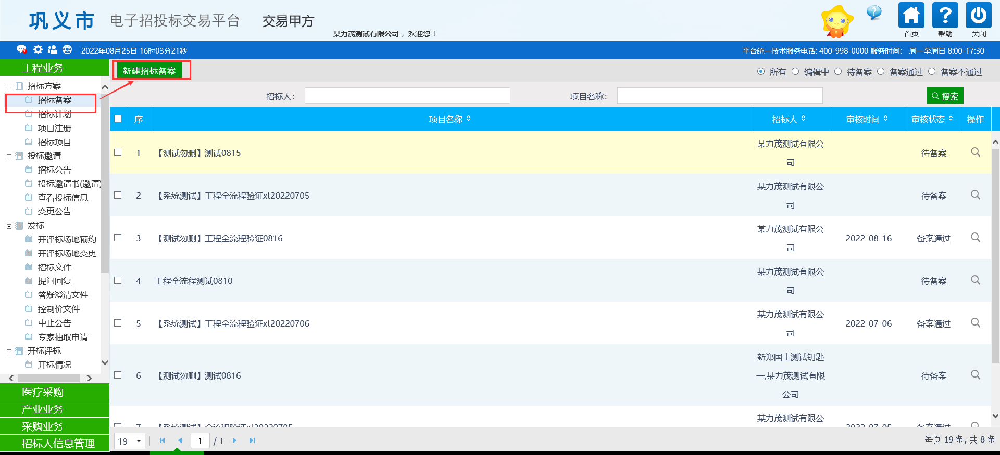 巩义市 电子招投标交易平台 交易甲方
某力茂测试有限公司 ，欢迎您！
首页 帮助 关闭
2022年08月25日 16时03分21秒
平台统一技术服务电话: 400-998-0000 服务时间： 周一至周日 8:00-17:30
工程业务
招标方案
招标备案
招标计划
项目注册
招标项目
投标邀请
招标公告
投标邀请书(邀请)
查看投标信息
变更公告
发标
开评标场地预约
开评标场地变更
招标文件
提问回复
答疑澄清文件
控制价文件
中止公告
专家抽取申请
开标评标
开标情况
医疗采购
产业业务
采购业务
招标人信息管理
新建招标备案
所有 编辑中 待备案 备案通过 备案不通过
招标人： 项目名称： 搜索
序 项目名称 招标人 审核时间 审核状态 操作
1 【测试勿删】测试0815 某力茂测试有限公司 待备案
2 【系统测试】工程全流程验证xt20220705 某力茂测试有限公司 待备案
3 【测试勿删】工程全流程验证0816 某力茂测试有限公司 2022-08-16 备案通过
4 工程全流程测试0810 某力茂测试有限公司 待备案
5 【系统测试】工程全流程验证xt20220706 某力茂测试有限公司 2022-07-06 备案通过
6 【测试勿删】测试0816 新郑国土测试钥匙一,某力茂测试有限公司 待备案
7 【系统测试】全流程验证xt20220705 某力茂测试有限公 2022-07-05 备案通过
19 1 / 1
每页 19 条, 共 8 条